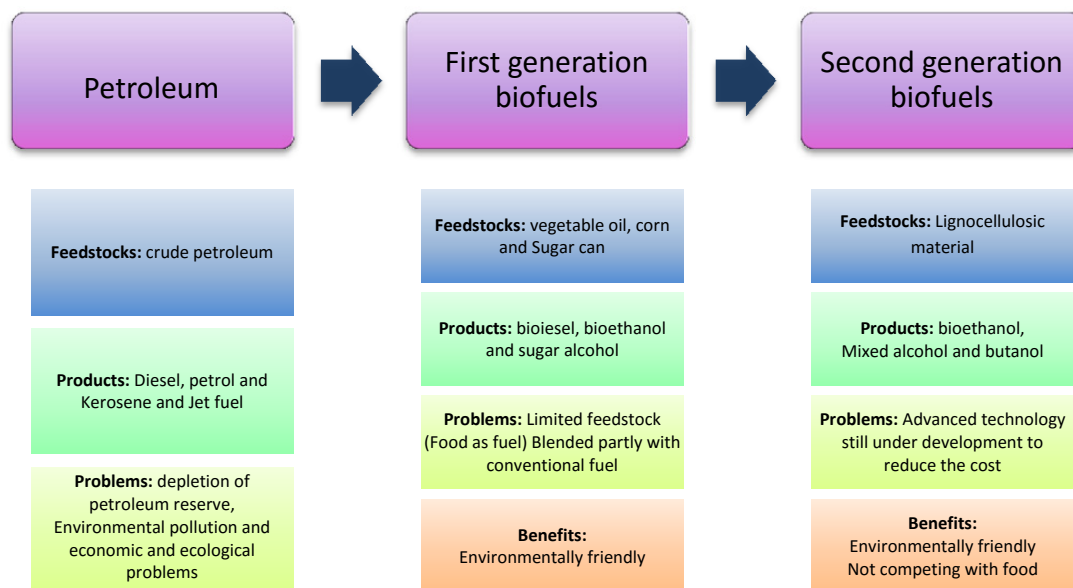 Petroleum
First generation
biofuels
Second generation
biofuels
Feedstocks: crude petroleum
Products: Diesel, petrol and
Kerosene and Jet fuel
Problems: depletion of
petroleum reserve,
Environmental pollution and
economic and ecological
problems
Feedstocks: vegetable oil, corn
and Sugar can
Products: bioiesel, bioethanol
and sugar alcohol
Problems: Limited feedstock
(Food as fuel) Blended partly with
conventional fuel
Benefits:
Environmentally friendly
Feedstocks: Lignocellulosic
material
Products: bioethanol,
Mixed alcohol and butanol
Problems: Advanced technology
still under development to
reduce the cost
Benefits:
Environmentally friendly
Not competing with food